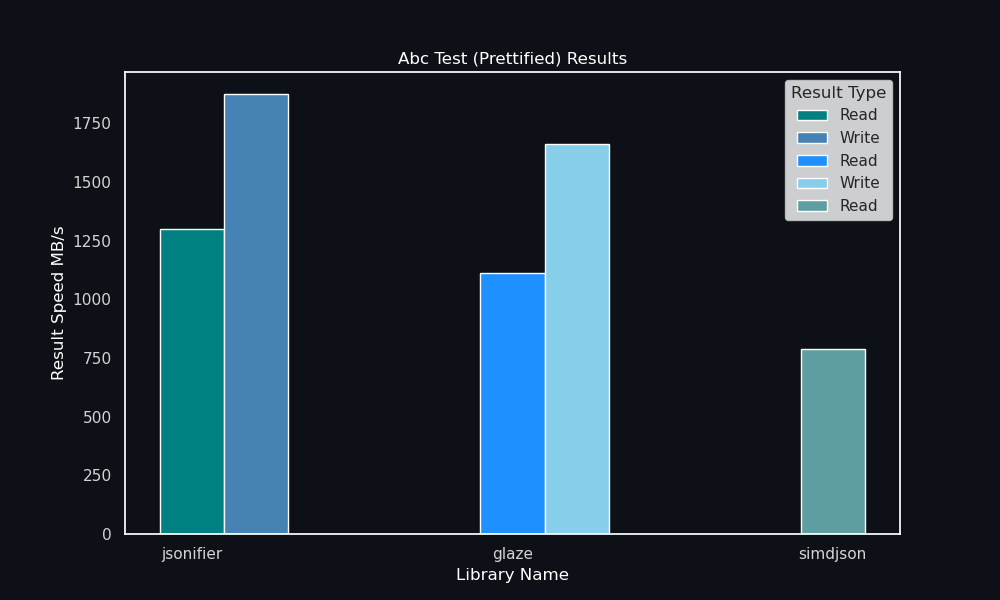 Abc Test (Prettified) Results
Result Type
Read
Write
Read
Write
Read
Result Speed MB/s
1750
1500
1250
1000
750
500
250
0
jsonifier
glaze
simdjson
Library Name